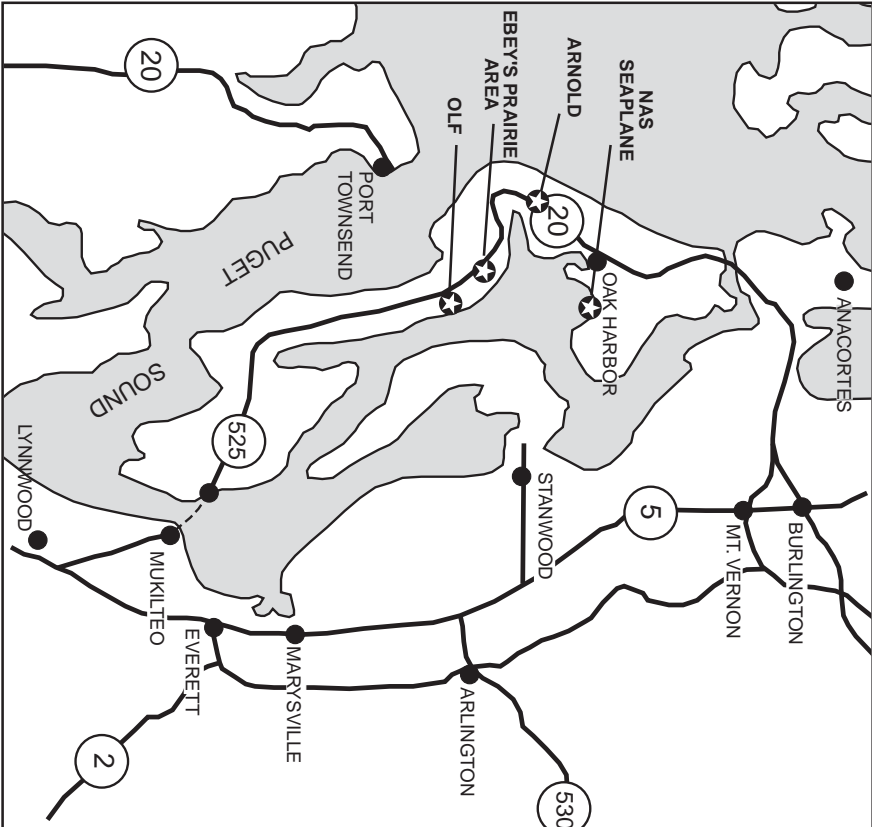 ANACORTES
BURLINGTON
MT. VERNON
5
NAS
SEAPLANE
OAK HARBOR
ARNOLD
20
530
STANWOOD
EBEY'S PRAIRIE
AREA
ARLINGTON
OLF
PORT
TOWNSEND
MARYSVILLE
PUGET
525
EVERETT
MUKILTEO
20
SOUND
2
LYNNWOOD